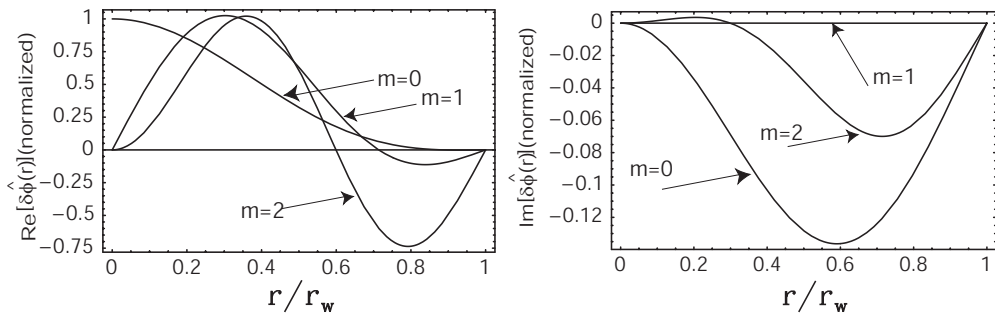 Re[δϕ̂(r)](normalized)
1
0.75
0.5
0.25
0
−0.25
−0.5
−0.75
m=0
m=1
m=2
0
0.2
0.4
0.6
0.8
1
r/r_w
Im[δϕ̂(r)](normalized)
0
−0.02
−0.04
−0.06
−0.08
−0.1
−0.12
m=1
m=2
m=0
0
0.2
0.4
0.6
0.8
1
r/r_w